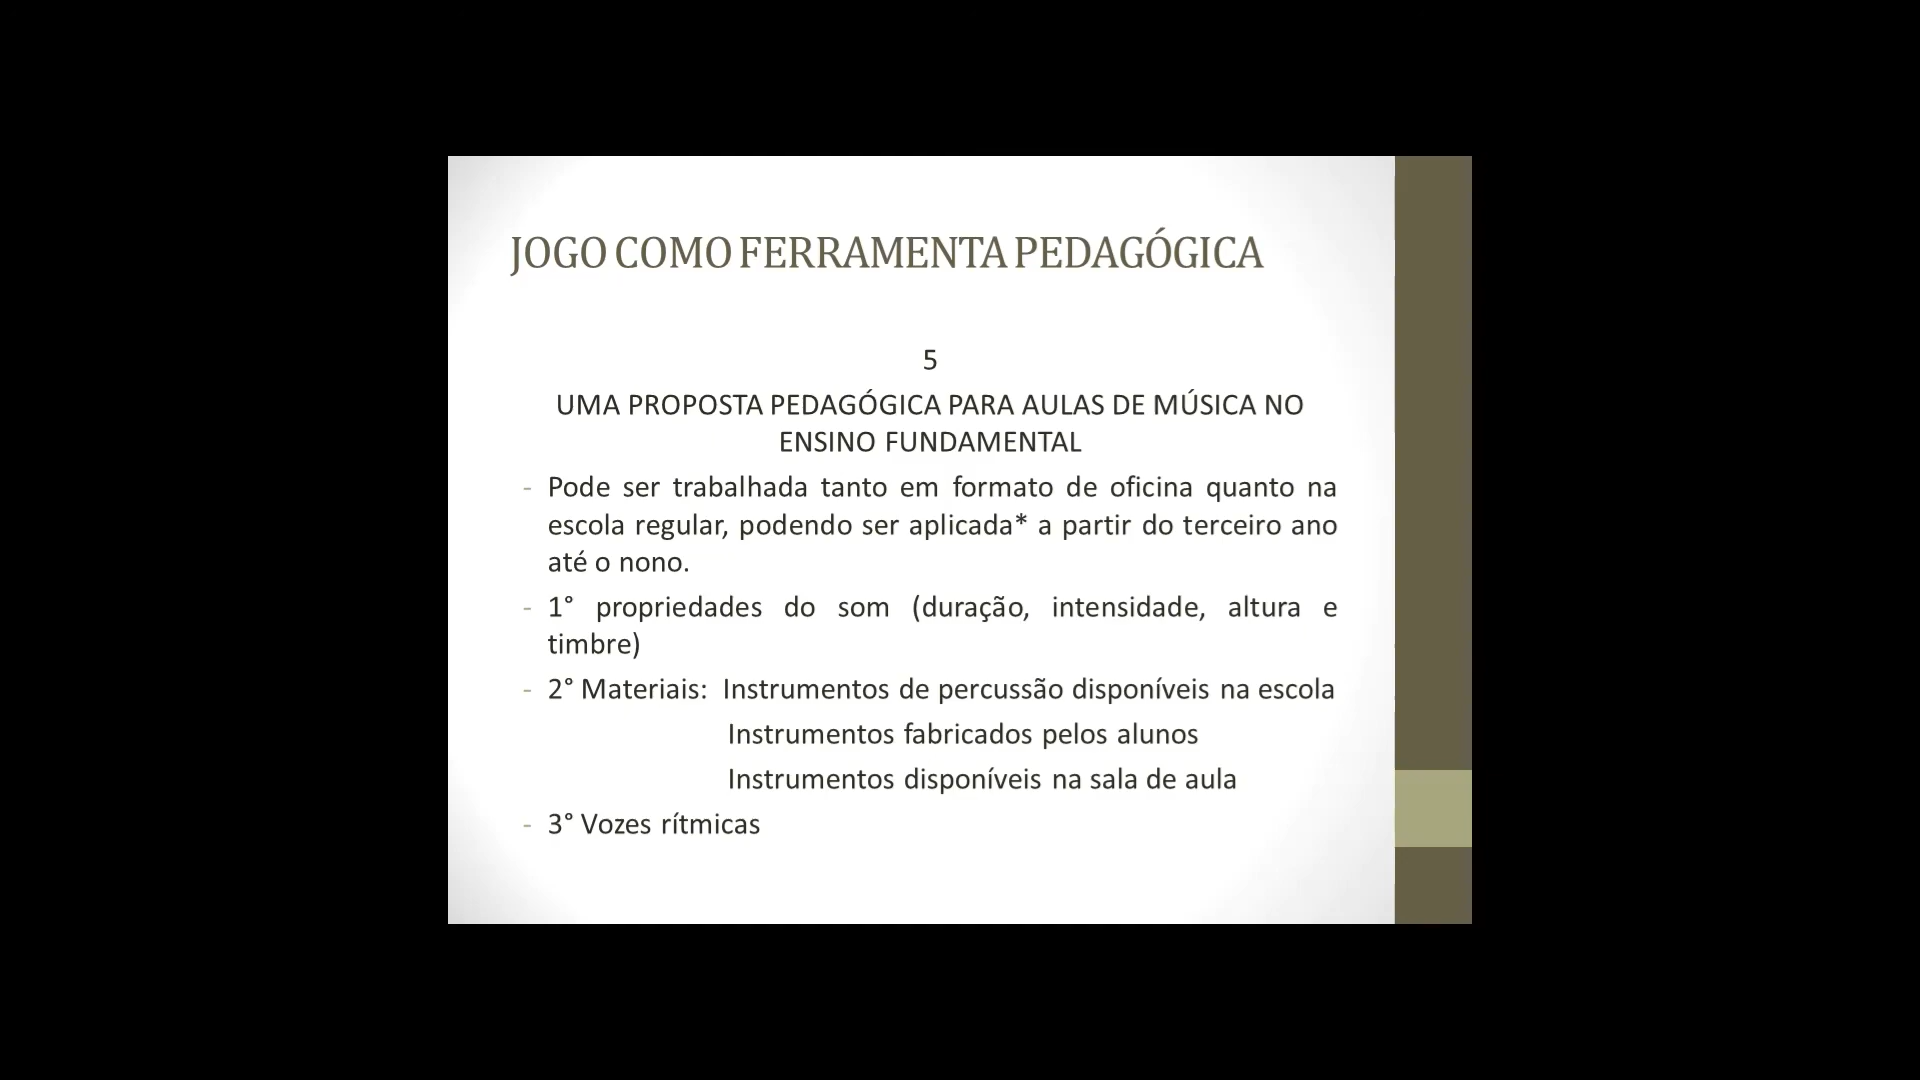 JOGO COMO FERRAMENTA PEDAGÓGICA
5
UMA PROPOSTA PEDAGÓGICA PARA AULAS DE MÚSICA NO
ENSINO FUNDAMENTAL
- Pode ser trabalhada tanto em formato de oficina quanto na
escola regular, podendo ser aplicada* a partir do terceiro ano
até o nono.
- 1° propriedades do som (duração, intensidade, altura e
timbre)
- 2° Materiais: Instrumentos de percussão disponíveis na escola
Instrumentos fabricados pelos alunos
Instrumentos disponíveis na sala de aula
- 3° Vozes rítmicas